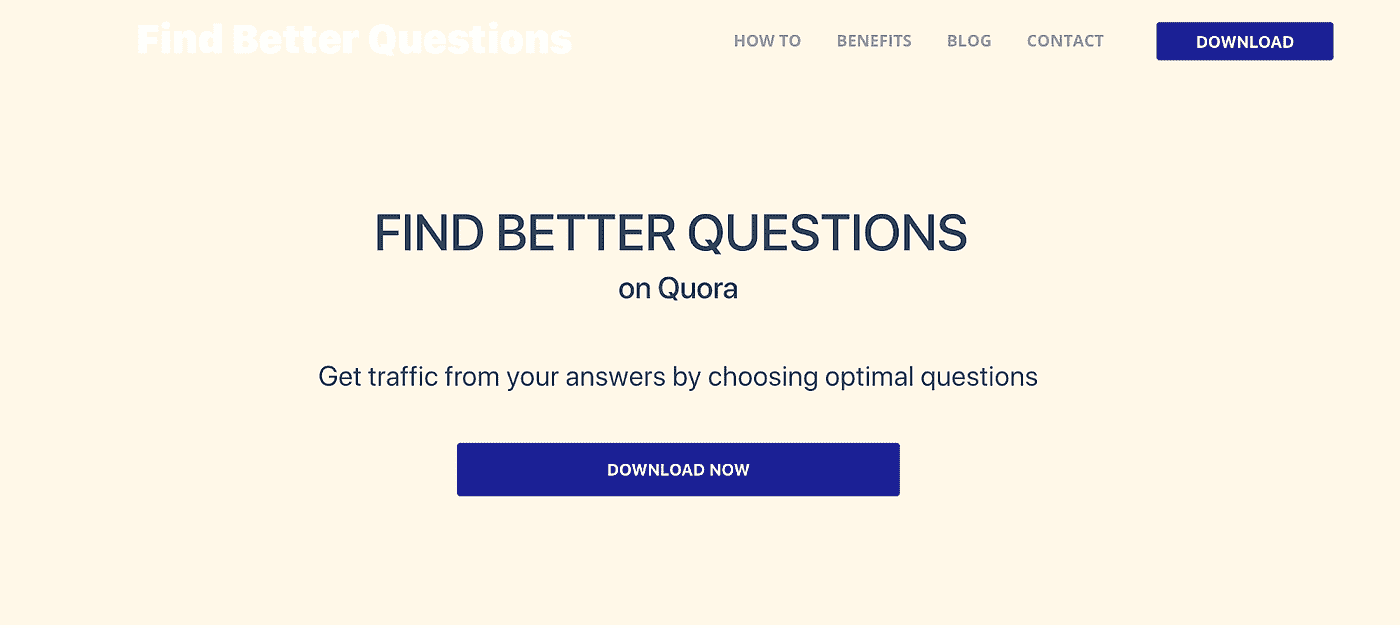 Find Better Questions
HOW TO BENEFITS BLOG CONTACT DOWNLOAD
FIND BETTER QUESTIONS
on Quora
Get traffic from your answers by choosing optimal questions
DOWNLOAD NOW